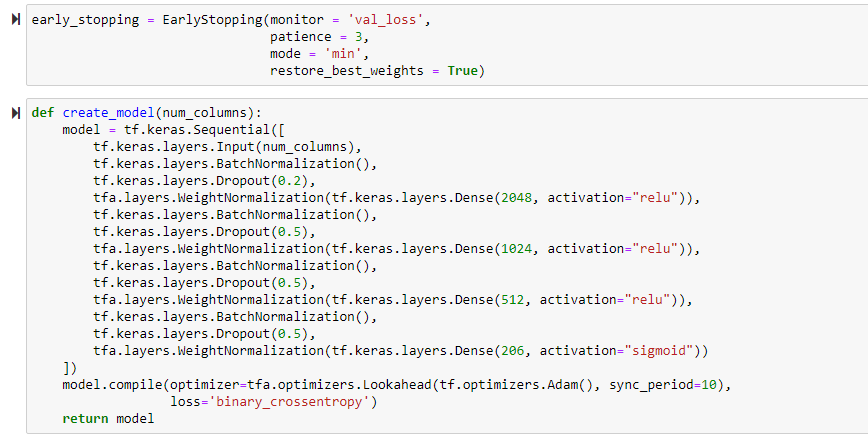 early_stopping = EarlyStopping(monitor = 'val_loss',
                               patience = 3,
                               mode = 'min',
                               restore_best_weights = True)
def create_model(num_columns):
    model = tf.keras.Sequential([
        tf.keras.layers.Input(num_columns),
        tf.keras.layers.BatchNormalization(),
        tf.keras.layers.Dropout(0.2),
        tfa.layers.WeightNormalization(tf.keras.layers.Dense(2048, activation="relu")),
        tf.keras.layers.BatchNormalization(),
        tf.keras.layers.Dropout(0.5),
        tfa.layers.WeightNormalization(tf.keras.layers.Dense(1024, activation="relu")),
        tf.keras.layers.BatchNormalization(),
        tf.keras.layers.Dropout(0.5),
        tfa.layers.WeightNormalization(tf.keras.layers.Dense(512, activation="relu")),
        tf.keras.layers.BatchNormalization(),
        tf.keras.layers.Dropout(0.5),
        tfa.layers.WeightNormalization(tf.keras.layers.Dense(206, activation="sigmoid"))
    ])
    model.compile(optimizer=tfa.optimizers.Lookahead(tf.optimizers.Adam(), sync_period=10),
                  loss='binary_crossentropy')
    return model